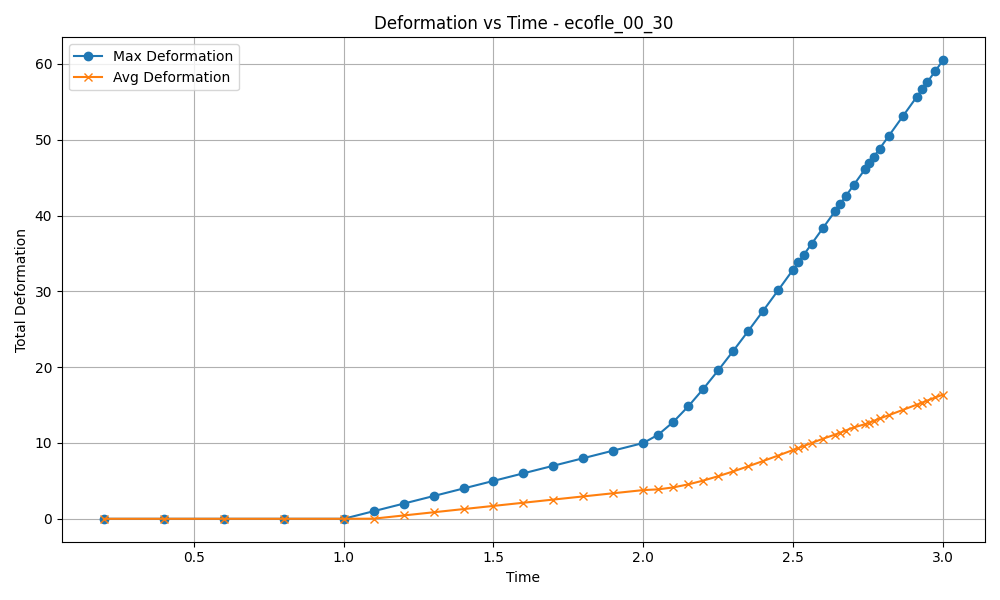 Deformation vs Time - ecofle_00_30
Max Deformation
Avg Deformation
Total Deformation
60
50
40
30
20
10
0
0.5 1.0 1.5 2.0 2.5 3.0
Time